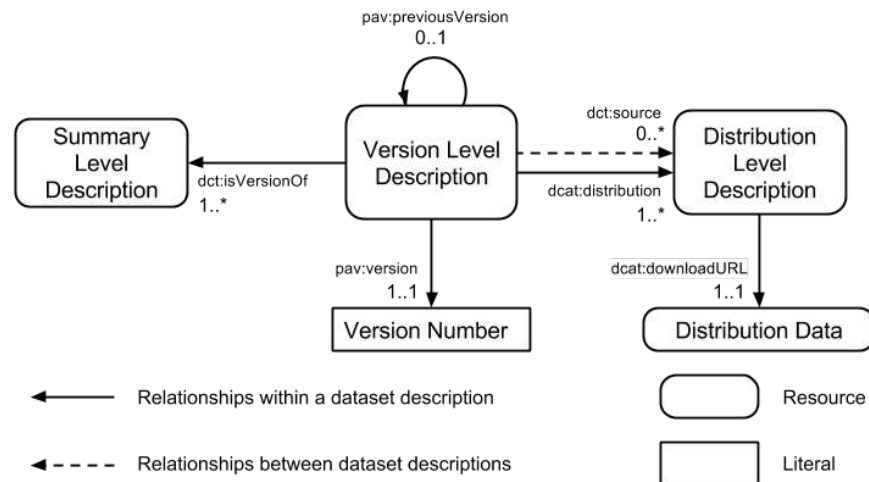 pav:previousVersion
0..1
Summary
Level
Description
dct:isVersionOf
1..*
Version Level
Description
dct:source
0..*
dcat:distribution
1..*
Distribution
Level
Description
pav:version
1..1
dcat:downloadURL
1..1
Version Number
Distribution Data
Relationships within a dataset description
Resource
Relationships between dataset descriptions
Literal